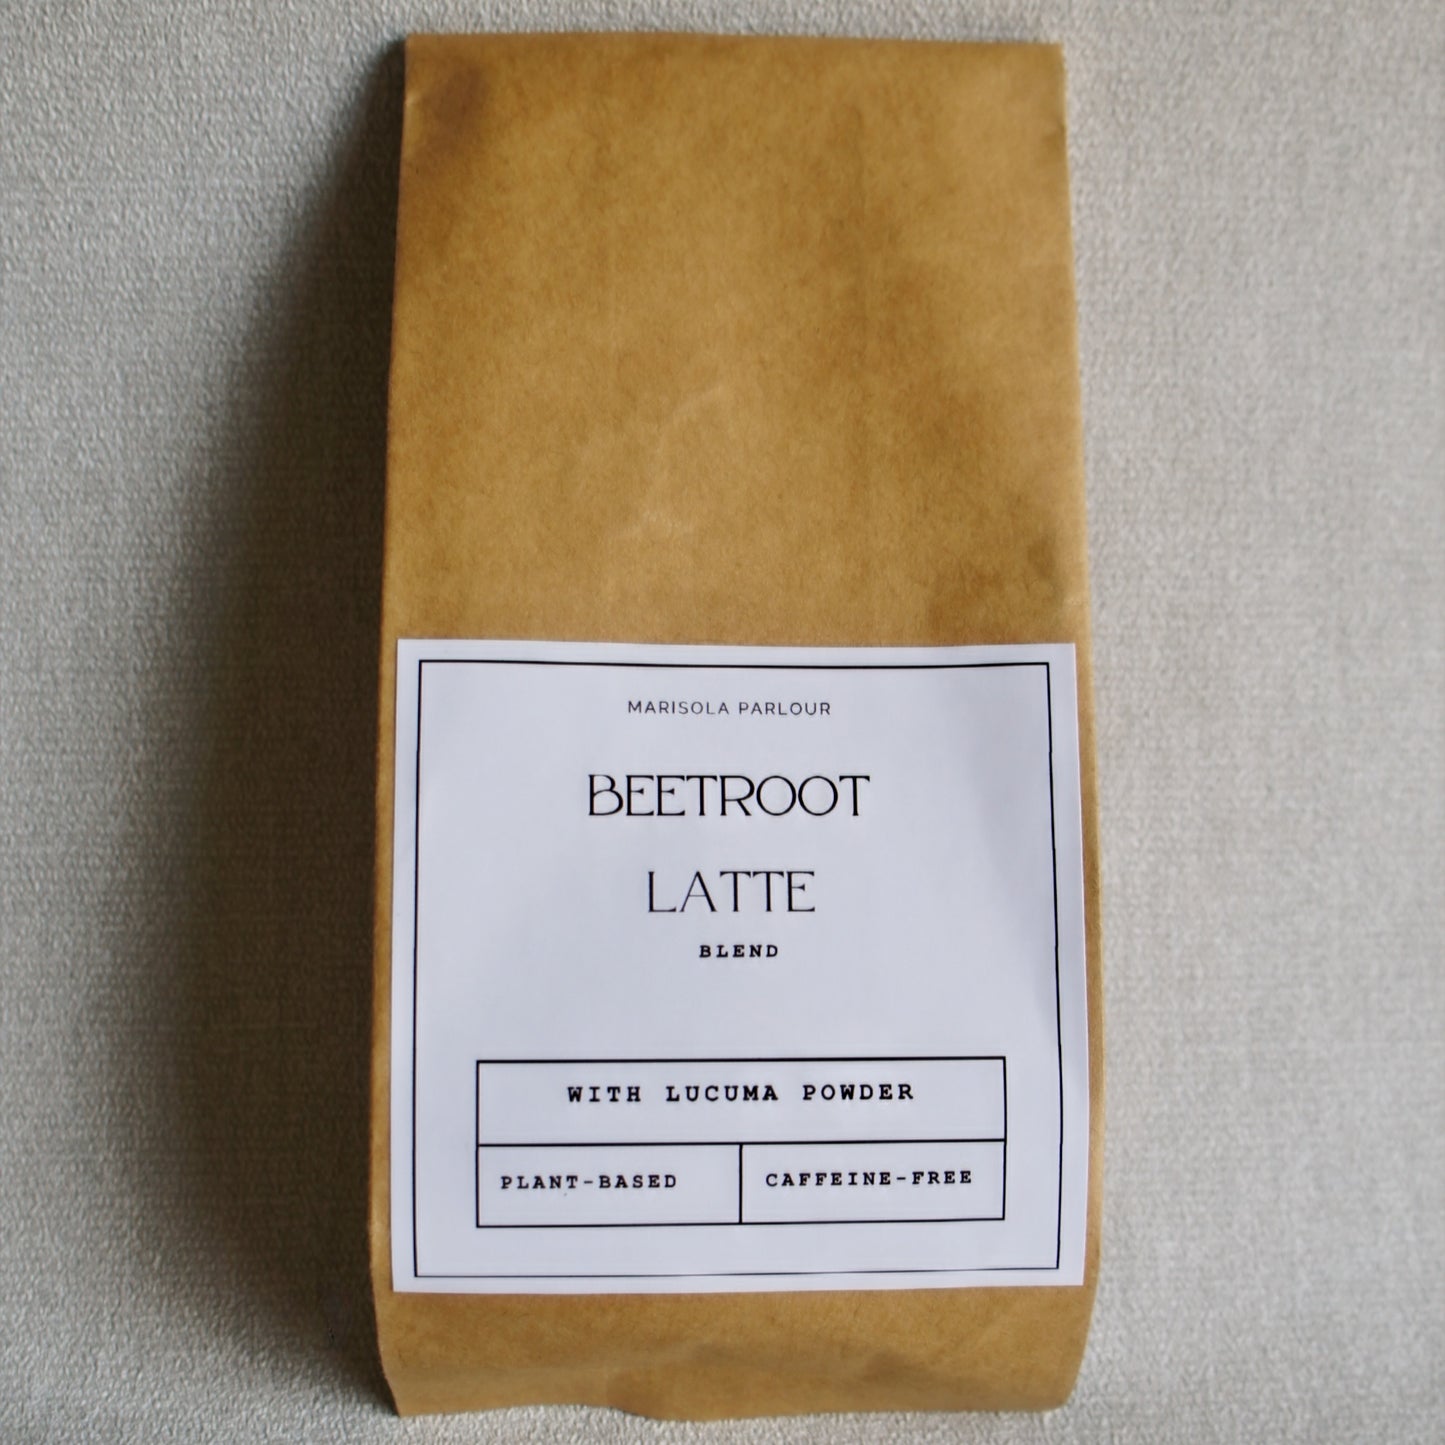 MARISOLA PARLOUR
BEETROOT
LATTE
BLEND
WITH LUCUMA POWDER
PLANT-BASED
CAFFEINE-FREE